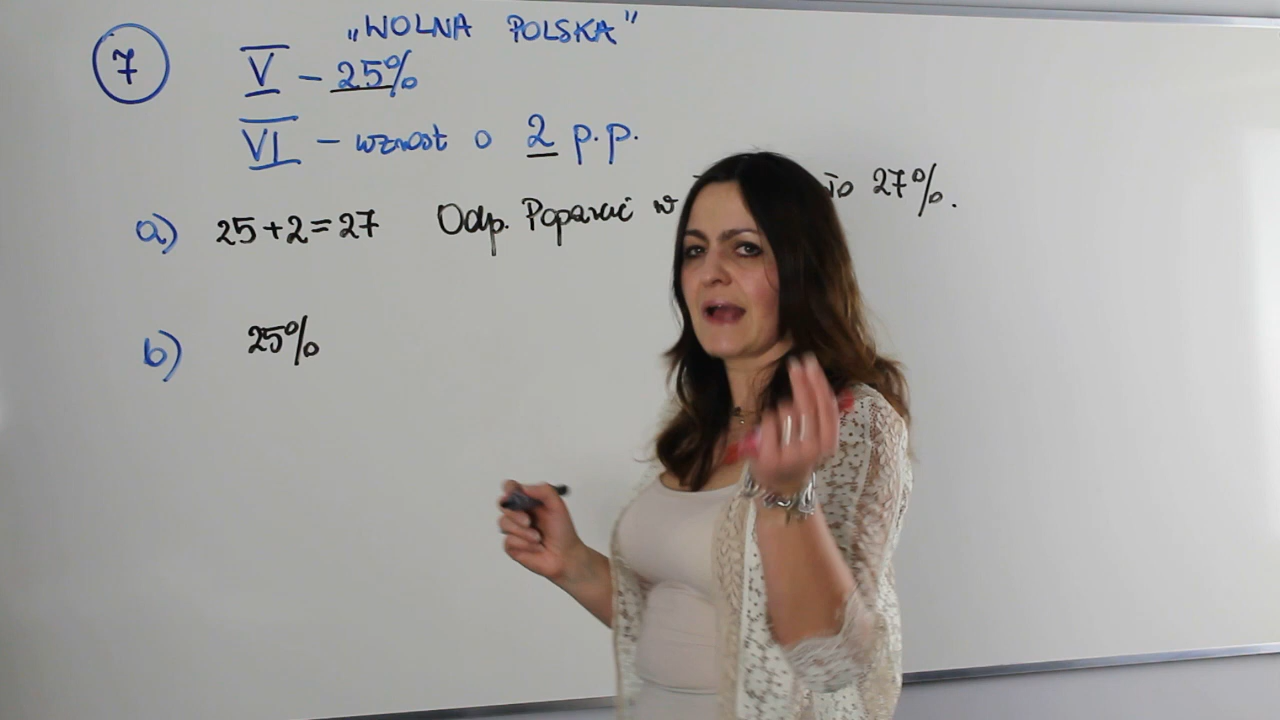 7
„WOLNA POLSKA”
V – 25%
VI – wzrost o 2 p.p.
a) 25+2=27 Odp. Poparcie w 27%.
b) 25%